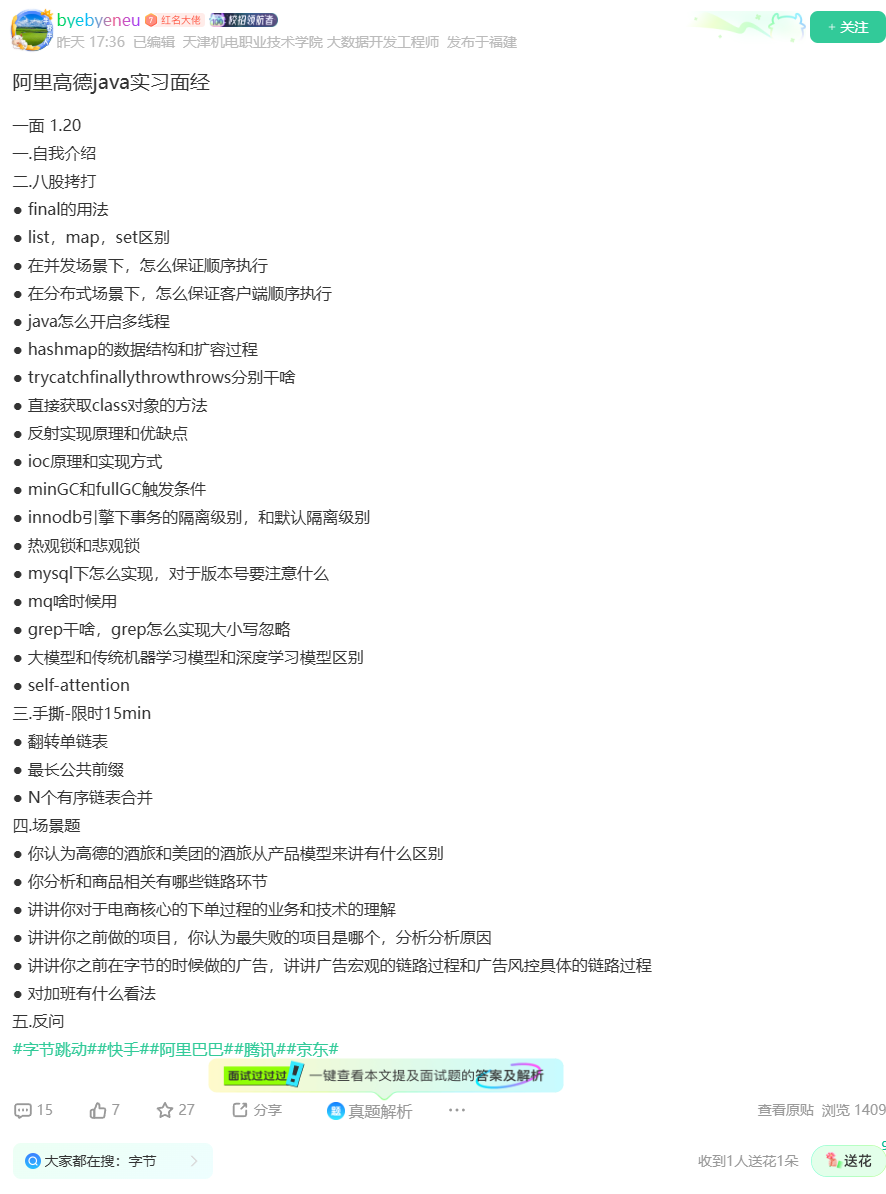 byebyeneu 7 红名大佬 100 校招领航者
昨天 17:36 已编辑 天津机电职业技术学院 大数据开发工程师 发布于福建
+ 关注
阿里高德java实习面经
一面 1.20
一.自我介绍
二.八股拷打
● final的用法
● list，map，set区别
● 在并发场景下，怎么保证顺序执行
● 在分布式场景下，怎么保证客户端顺序执行
● java怎么开启多线程
● hashmap的数据结构和扩容过程
● trycatchfinallythrowthrows分别干啥
● 直接获取class对象的方法
● 反射实现原理和优缺点
● ioc原理和实现方式
● minGC和fullGC触发条件
● innodb引擎下事务的隔离级别，和默认隔离级别
● 热观锁和悲观锁
● mysql下怎么实现，对于版本号要注意什么
● mq啥时候用
● grep干啥，grep怎么实现大小写忽略
● 大模型和传统机器学习模型和深度学习模型区别
● self-attention
三.手撕-限时15min
● 翻转单链表
● 最长公共前缀
● N个有序链表合并
四.场景题
● 你认为高德的酒旅和美团的酒旅从产品模型来讲有什么区别
● 你分析和商品相关有哪些链路环节
● 讲讲你对于电商核心的下单过程的业务和技术的理解
● 讲讲你之前做的项目，你认为最失败的项目是哪个，分析分析原因
● 讲讲你之前在字节的时候做的广告，讲讲广告宏观的链路过程和广告风控具体的链路过程
● 对加班有什么看法
五.反问
#字节跳动##快手##阿里巴巴##腾讯##京东#
面试过过过! 一键查看本文提及面试题的答案及解析
15 7 27 分享 真题解析 ··· 查看原贴 浏览 1409
大家都在搜：字节 收到1人送花1朵 送花